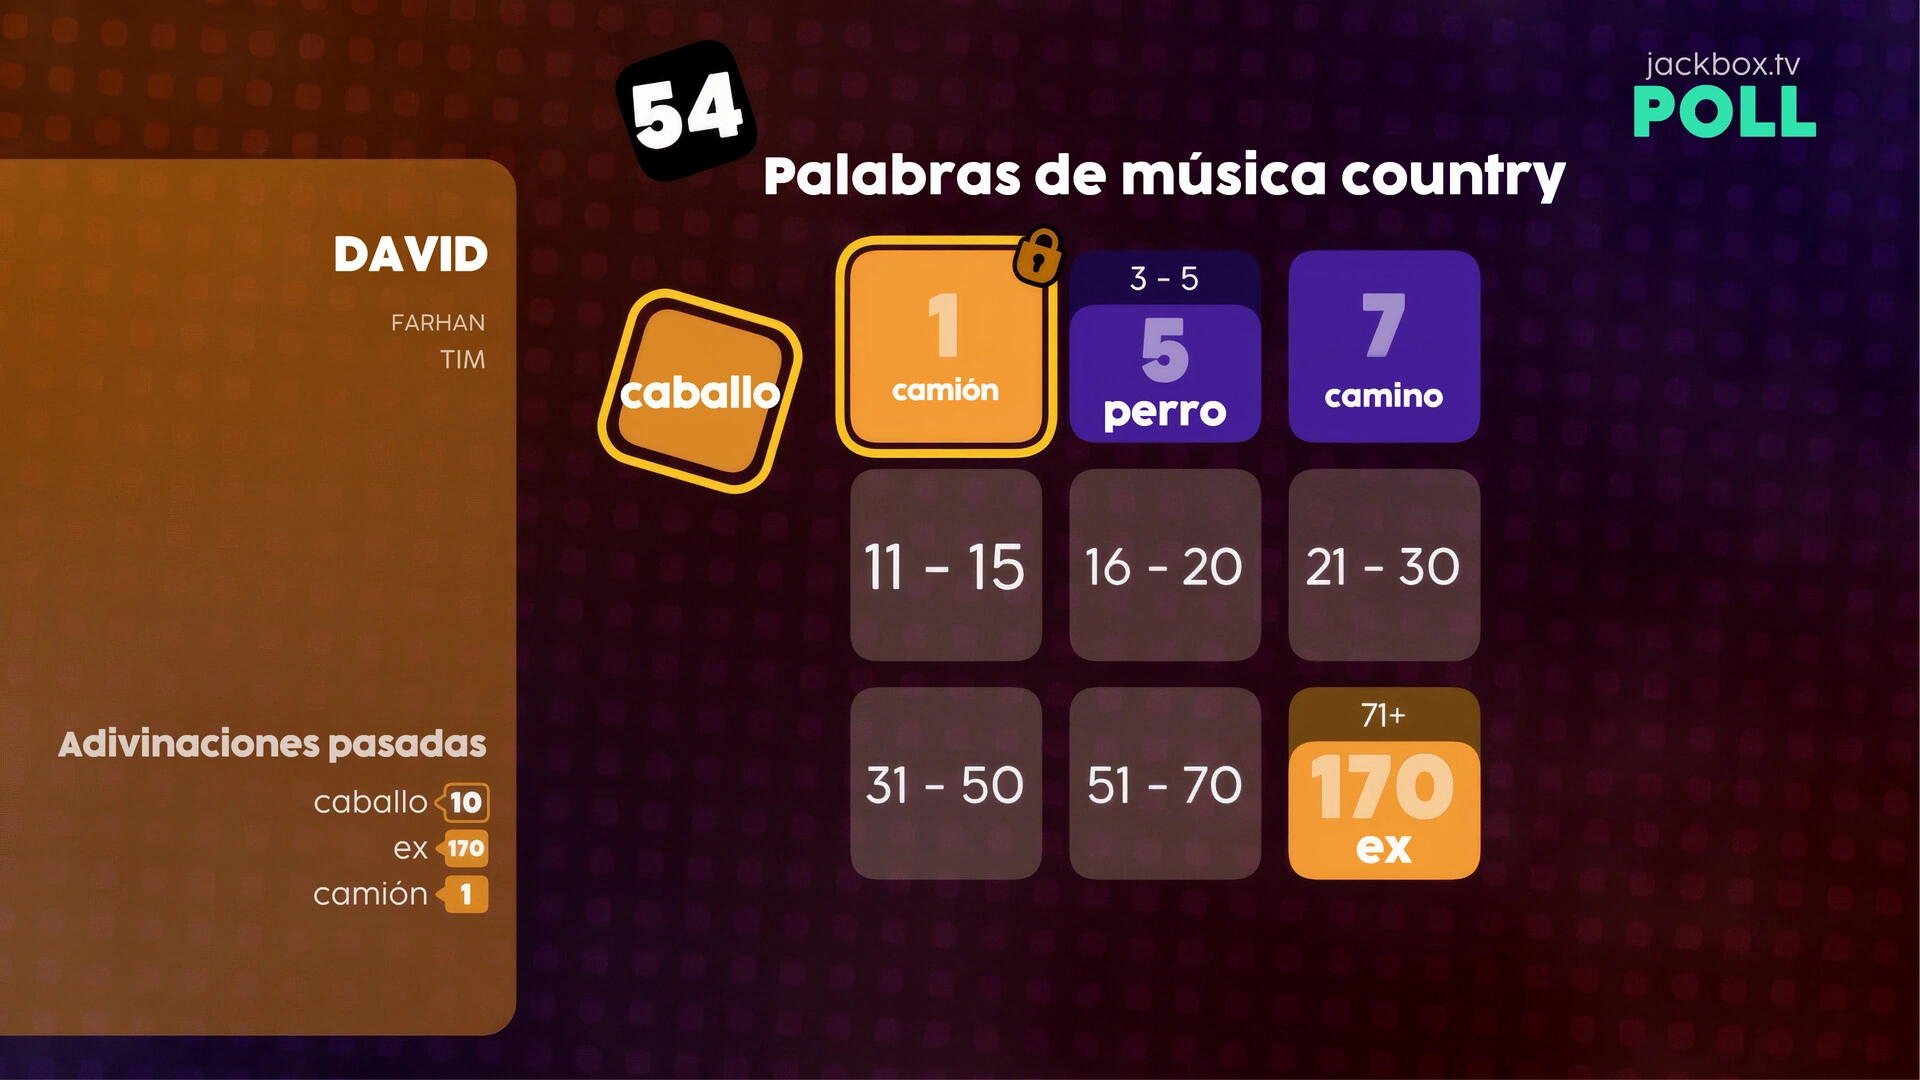 54
jackbox.tv
POLL
Palabras de música country
DAVID
FARHAN
TIM
caballo
1
camión
3 - 5
5
perro
7
camino
11 - 15
16 - 20
21 - 30
31 - 50
51 - 70
71+
170
ex
Adivinaciones pasadas
caballo 10
ex 170
camión 1